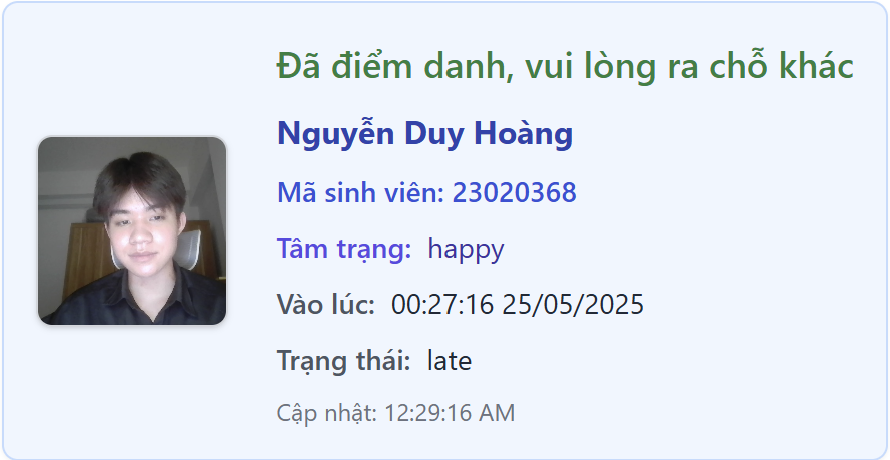 Đã điểm danh, vui lòng ra chỗ khác
Nguyễn Duy Hoàng
Mã sinh viên: 23020368
Tâm trạng: happy
Vào lúc: 00:27:16 25/05/2025
Trạng thái: late
Cập nhật: 12:29:16 AM